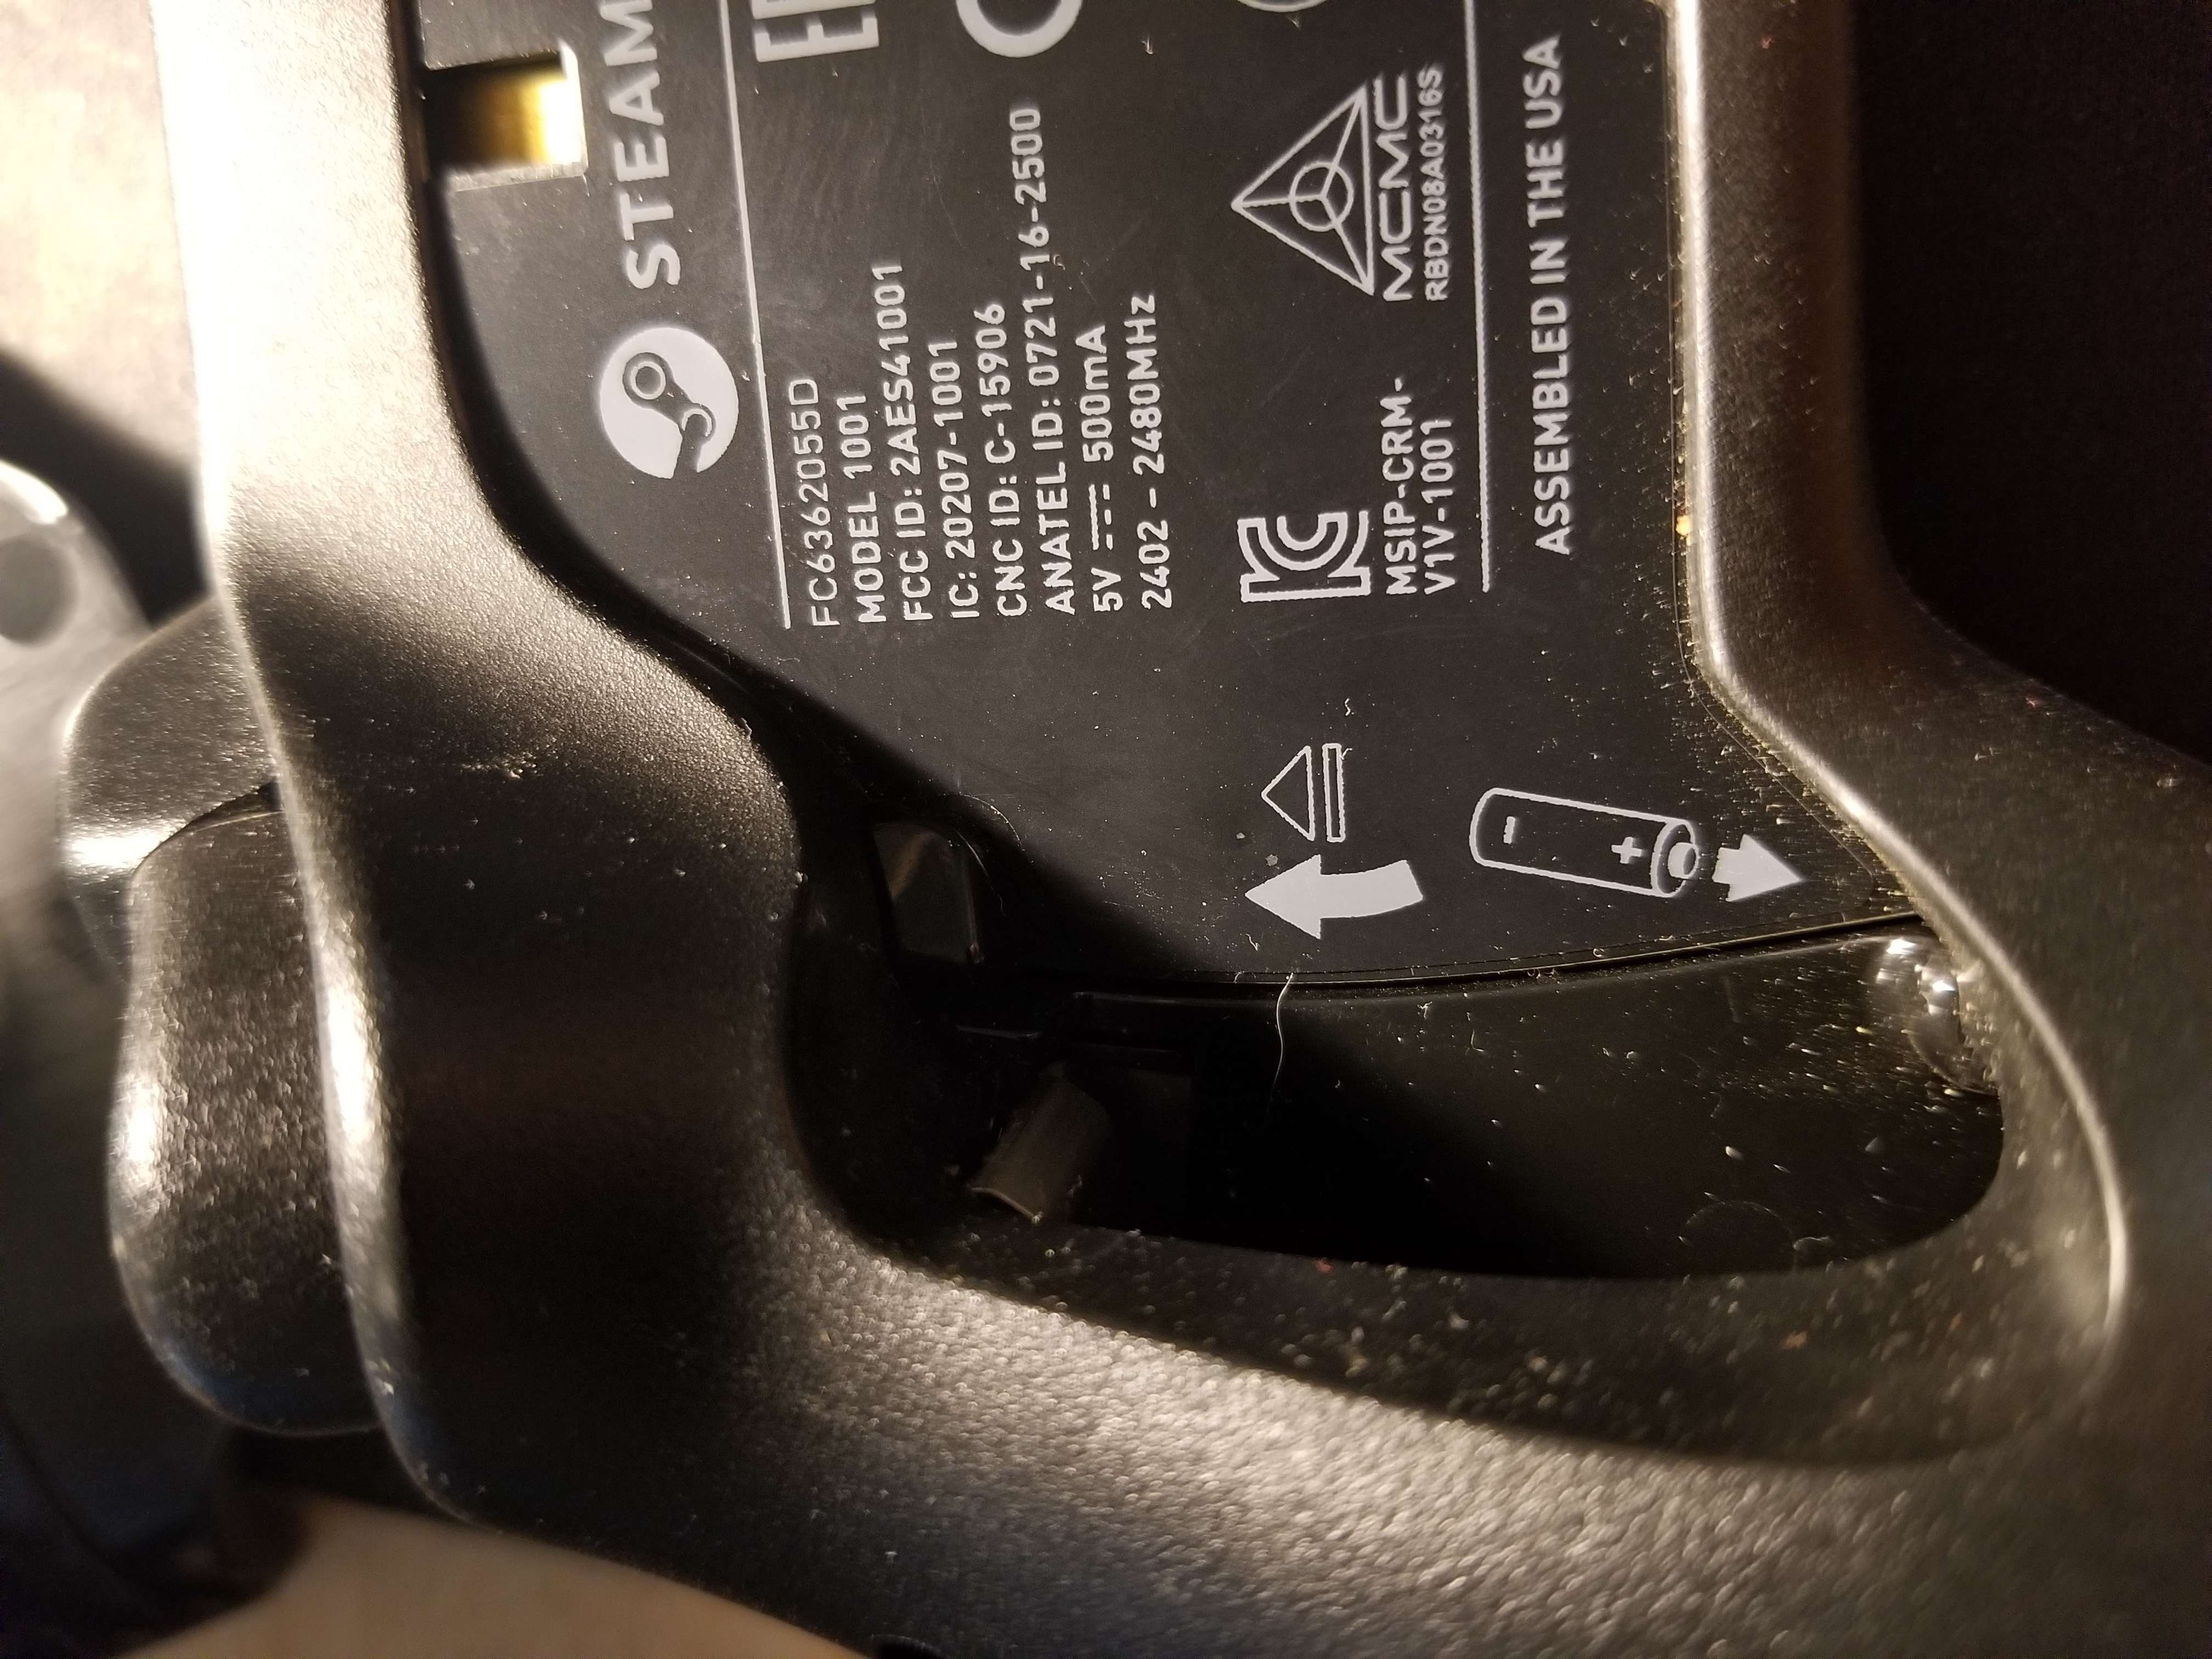 STEAM
FC6362055D
MODEL 1001
FCC ID: 2AES41001
IC: 20207-1001
CNC ID: C-15906
ANATEL ID: 0721-16-2500
5V ⎓ 500mA
2402 – 2480MHz
MSIP-CRM-
V1V-1001
MCMC
RBDN08A0316S
- 
+
ASSEMBLED IN THE USA